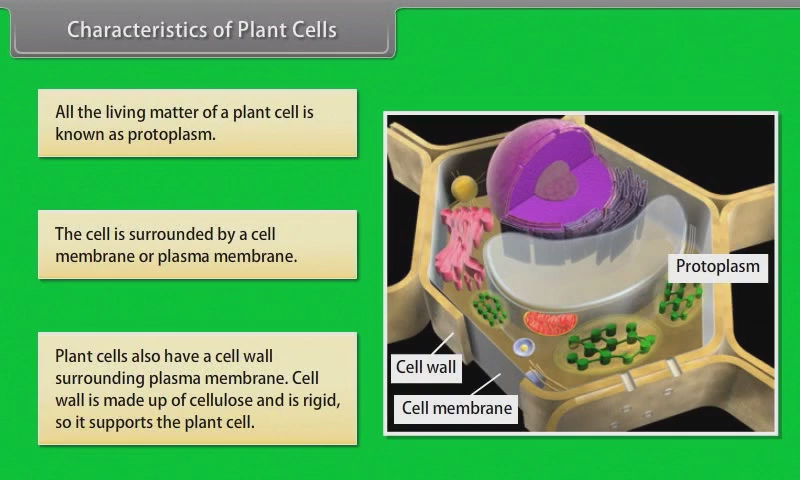 Characteristics of Plant Cells
All the living matter of a plant cell is
known as protoplasm.
The cell is surrounded by a cell
membrane or plasma membrane.
Plant cells also have a cell wall
surrounding plasma membrane. Cell
wall is made up of cellulose and is rigid,
so it supports the plant cell.
Protoplasm
Cell wall
Cell membrane